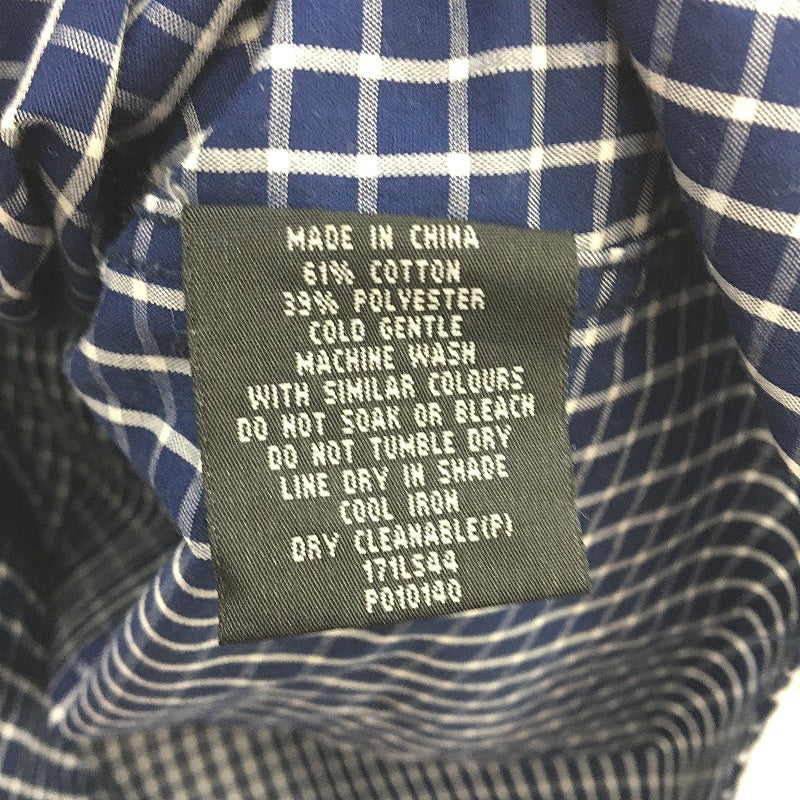 MADE IN CHINA
61% COTTON
39% POLYESTER
COLD GENTLE
MACHINE WASH
WITH SIMILAR COLOURS
DO NOT SOAK OR BLEACH
DO NOT TUMBLE DRY
LINE DRY IN SHADE
COOL IRON
DRY CLEANABLE(P)
171LS44
P010140